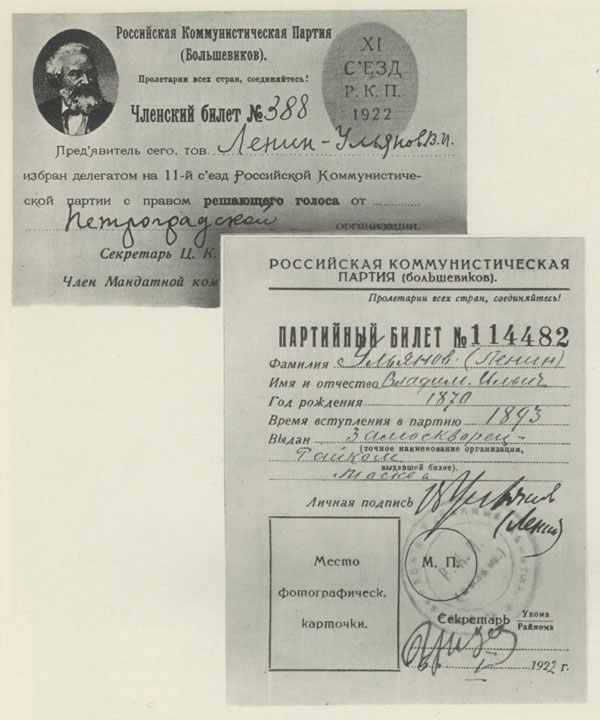 Российская Коммунистическая Партия
(Большевиков).
Пролетарии всех стран, соединяйтесь!
Членский билет № 388
XI
С'ЕЗД
Р. К. П.
1922
Пред'явитель сего, тов. Ленин-Ульянов В. И.
избран делегатом на 11-й с'езд Российской Коммунистиче-
ской партии с правом решающего голоса от
Петроградской организации.
Секретарь Ц. К.
Член Мандатной ком
РОССИЙСКАЯ КОММУНИСТИЧЕСКАЯ
ПАРТИЯ (большевиков).
Пролетарии всех стран, соединяйтесь!
ПАРТИЙНЫЙ БИЛЕТ № 114482
Фамилия Ульянов (Ленин)
Имя и отчество Владим. Ильич
Год рождения 1870
Время вступления в партию 1893
Выдан Замоскворец-
(точное наименование организации,
Райком
выдавшей билет).
Москва
Личная подпись В Ульянов
(Ленин)
Место
фотографическ.
карточки.
М. П.
Р. К. П.
Секретарь Укома
Райкома
1922 г.